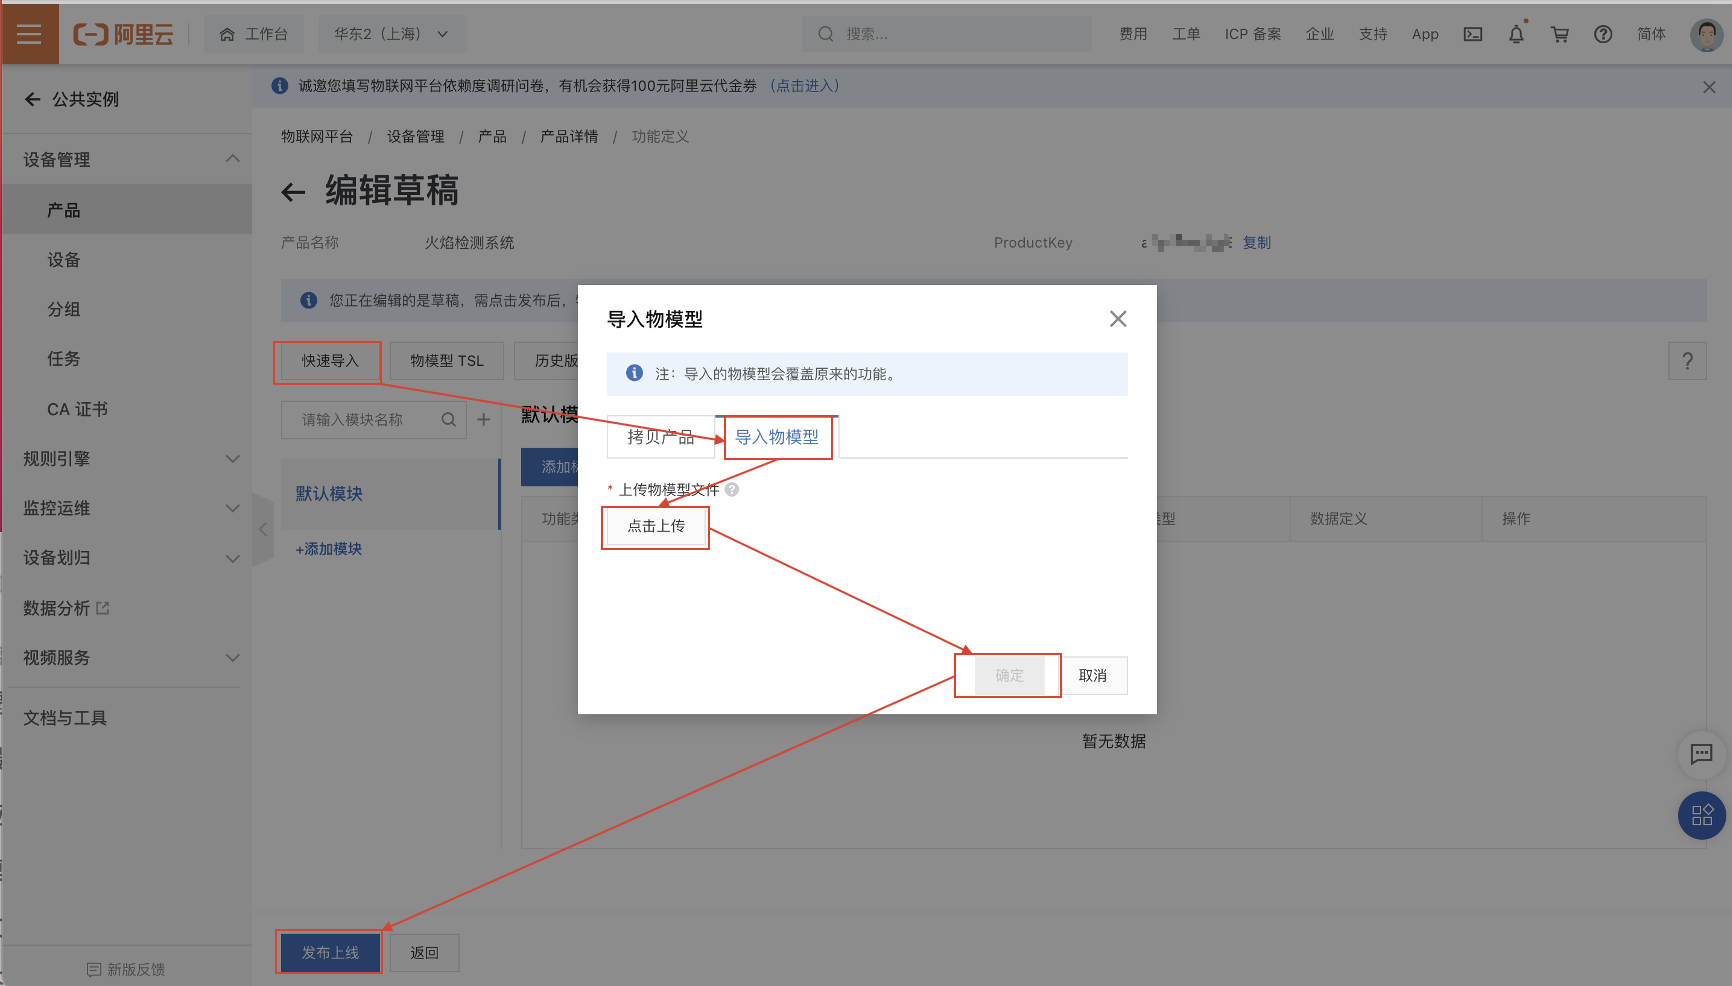 阿里云
工作台
华东2（上海）
搜索...
费用
工单
ICP 备案
企业
支持
App
简体
公共实例
诚邀您填写物联网平台依赖度调研问卷，有机会获得100元阿里云代金券 （点击进入）
物联网平台 / 设备管理 / 产品 / 产品详情 / 功能定义
设备管理
产品
设备
分组
任务
CA 证书
规则引擎
监控运维
设备划归
数据分析
视频服务
文档与工具
新版反馈
编辑草稿
产品名称
火焰检测系统
ProductKey
复制
您正在编辑的是草稿，需点击发布后，
快速导入
物模型 TSL
历史版
?
请输入模块名称
默认模
默认模块
+添加模块
功能类
类型
数据定义
操作
暂无数据
导入物模型
注：导入的物模型会覆盖原来的功能。
拷贝产品
导入物模型
* 上传物模型文件
点击上传
确定
取消
发布上线
返回